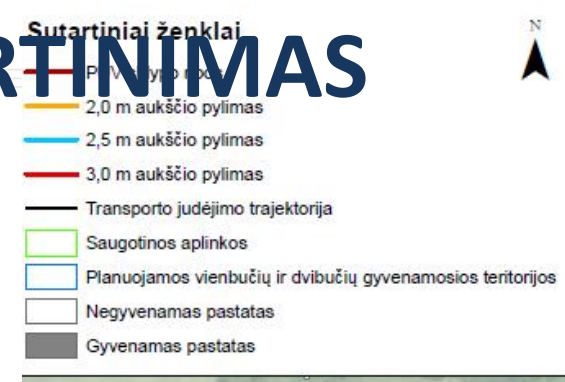 Sutartiniai ženklai
N
RTINIMAS
2,0 m aukščio pylimas
2,5 m aukščio pylimas
3,0 m aukščio pylimas
Transporto judėjimo trajektorija
Saugotinos aplinkos
Planuojamos vienbučių ir dvibučių gyvenamosios teritorijos
Negyvenamas pastatas
Gyvenamas pastatas